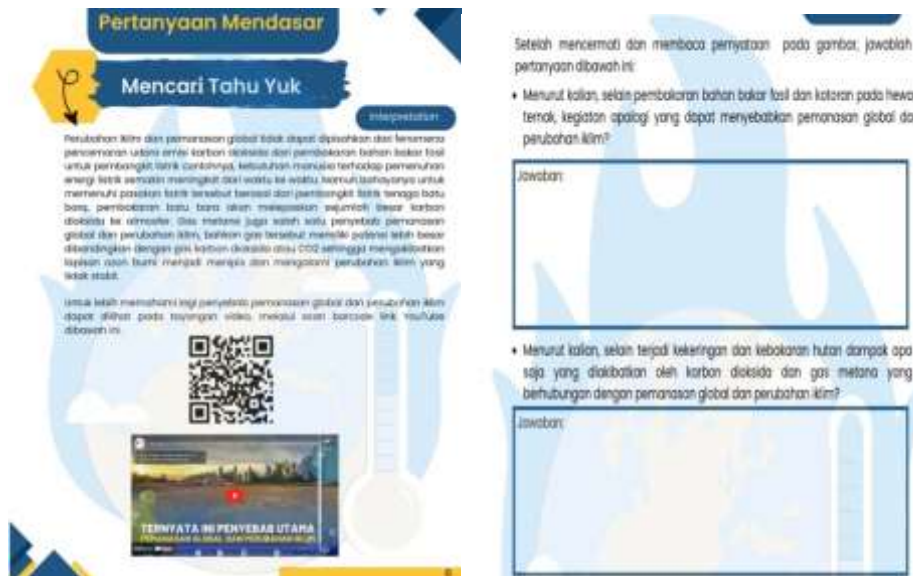 Pertanyaan Mendasar
Mencari Tahu Yuk
Interpretation
Perubahan iklim dan pemanasan global tidak dapat dipisahkan dari fenomena
pencemaran udara emisi karbon dioksida dari pembakaran bahan bakar fosil
untuk pembangkit listrik contohnya, kebutuhan manusia terhadap pemenuhan
energi listrik semakin meningkat dari waktu ke waktu. Namun bahayanya untuk
memenuhi pasokan listrik tersebut berasal dari pembangkit listrik tenaga batu
bara, pembakaran batu bara akan melepaskan sejumlah besar karbon
dioksida ke atmosfer. Gas metana juga salah satu penyebab pemanasan
global dan perubahan iklim, bahkan gas tersebut memiliki potensi lebih besar
dibandingkan dengan gas karbon dioksida atau CO2 sehingga mengakibatkan
lapisan ozon bumi menjadi menipis dan mengalami perubahan iklim yang
tidak stabil.
Untuk lebih memahami lagi penyebab pemanasan global dan perubahan iklim
dapat dilihat pada tayangan video, melalui scan barcode link YouTube
dibawah ini
TERNYATA INI PENYEBAB UTAMA
PEMANASAN GLOBAL DAN PERUBAHAN IKLIM
Setelah mencermati dan membaca pernyataan pada gambar, jawablah
pertanyaan dibawah ini:
• Menurut kalian, selain pembakaran bahan bakar fosil dan kotoran pada hewa
ternak, kegiatan apalagi yang dapat menyebabkan pemanasan global da
perubahan iklim?
Jawaban:
• Menurut kalian, selain terjadi kekeringan dan kebakaran hutan dampak apa
saja yang diakibatkan oleh karbon dioksida dan gas metana yang
berhubungan dengan pemanasan global dan perubahan iklim?
Jawaban: